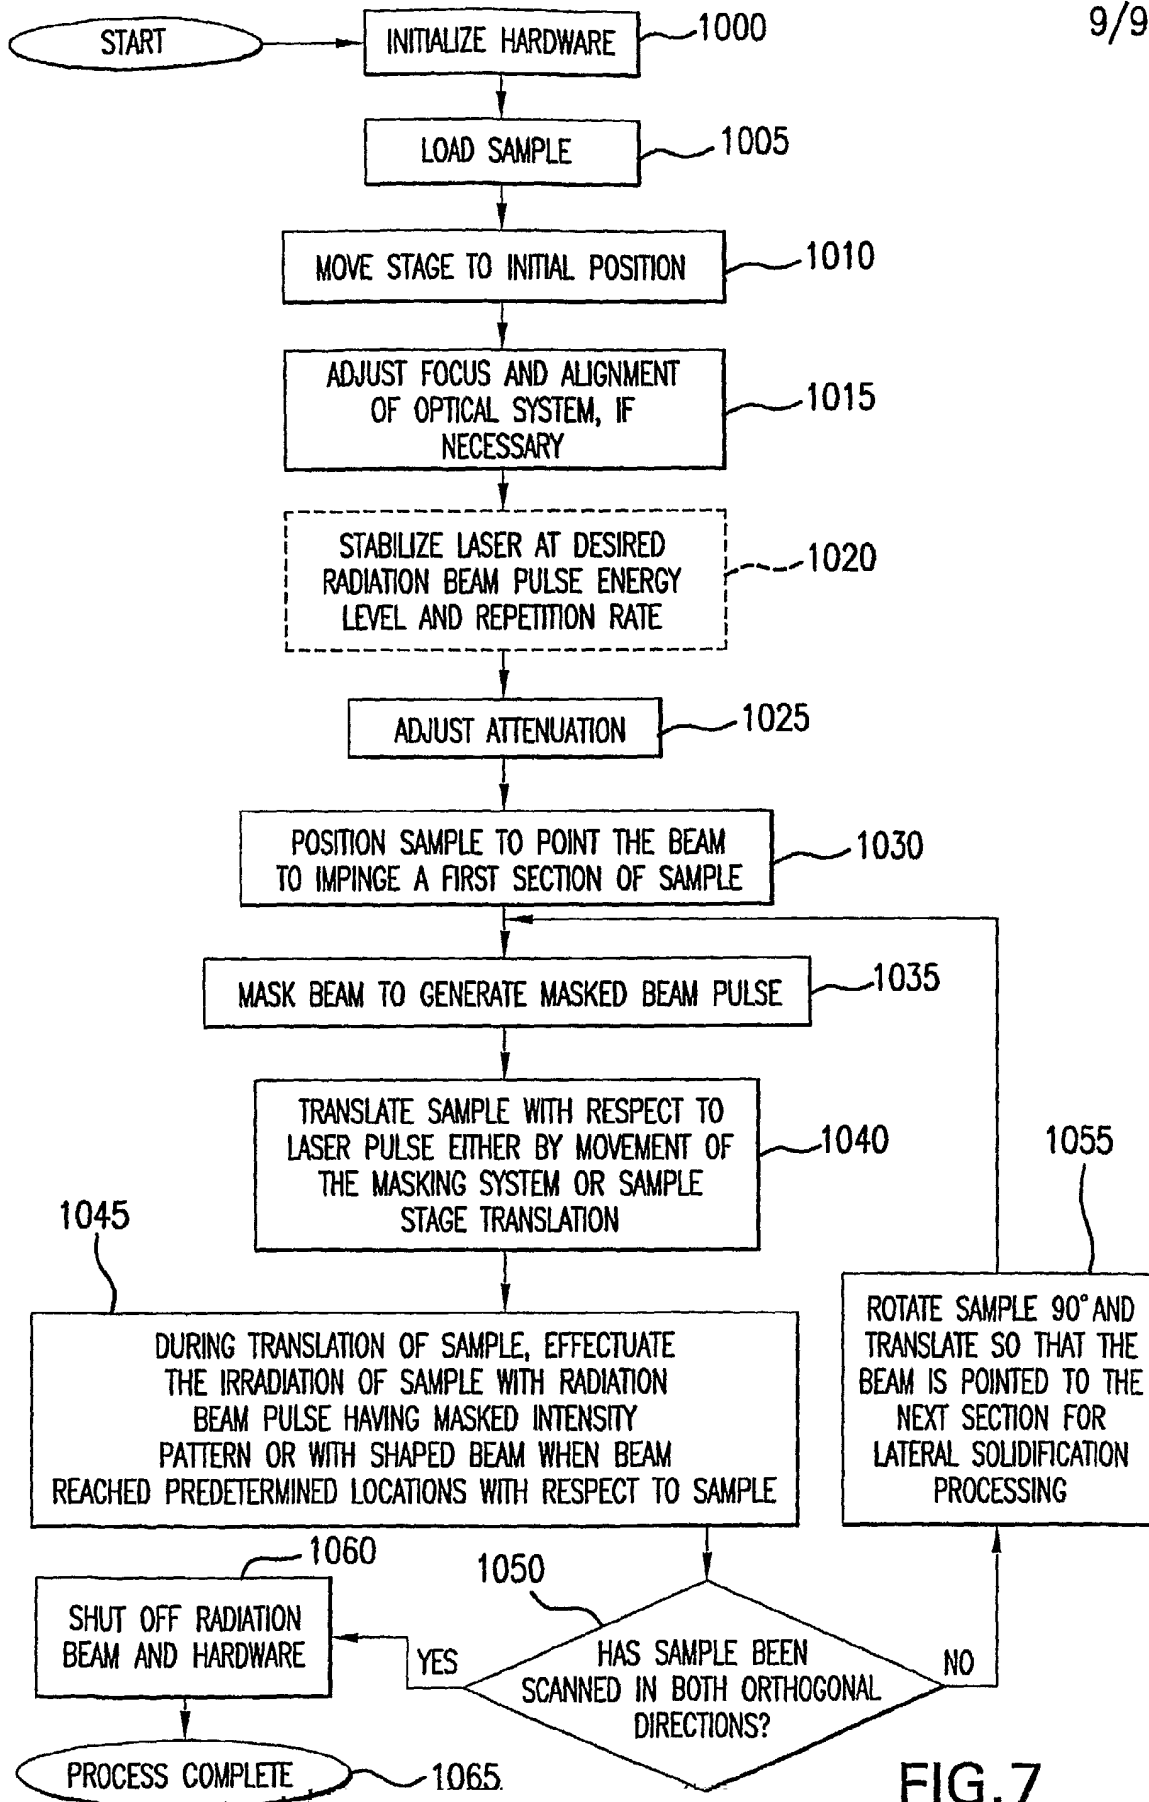 9/9
START
INITIALIZE HARDWARE
1000
LOAD SAMPLE
1005
MOVE STAGE TO INITIAL POSITION
1010
ADJUST FOCUS AND ALIGNMENT
OF OPTICAL SYSTEM, IF
NECESSARY
1015
STABILIZE LASER AT DESIRED
RADIATION BEAM PULSE ENERGY
LEVEL AND REPETITION RATE
1020
ADJUST ATTENUATION
1025
POSITION SAMPLE TO POINT THE BEAM
TO IMPINGE A FIRST SECTION OF SAMPLE
1030
MASK BEAM TO GENERATE MASKED BEAM PULSE
1035
TRANSLATE SAMPLE WITH RESPECT TO
LASER PULSE EITHER BY MOVEMENT OF
THE MASKING SYSTEM OR SAMPLE
STAGE TRANSLATION
1040
1045
DURING TRANSLATION OF SAMPLE, EFFECTUATE
THE IRRADIATION OF SAMPLE WITH RADIATION
BEAM PULSE HAVING MASKED INTENSITY
PATTERN OR WITH SHAPED BEAM WHEN BEAM
REACHED PREDETERMINED LOCATIONS WITH RESPECT TO SAMPLE
1055
ROTATE SAMPLE 90° AND
TRANSLATE SO THAT THE
BEAM IS POINTED TO THE
NEXT SECTION FOR
LATERAL SOLIDIFICATION
PROCESSING
1050
HAS SAMPLE BEEN
SCANNED IN BOTH ORTHOGONAL
DIRECTIONS?
YES
NO
1060
SHUT OFF RADIATION
BEAM AND HARDWARE
PROCESS COMPLETE
1065
FIG.7